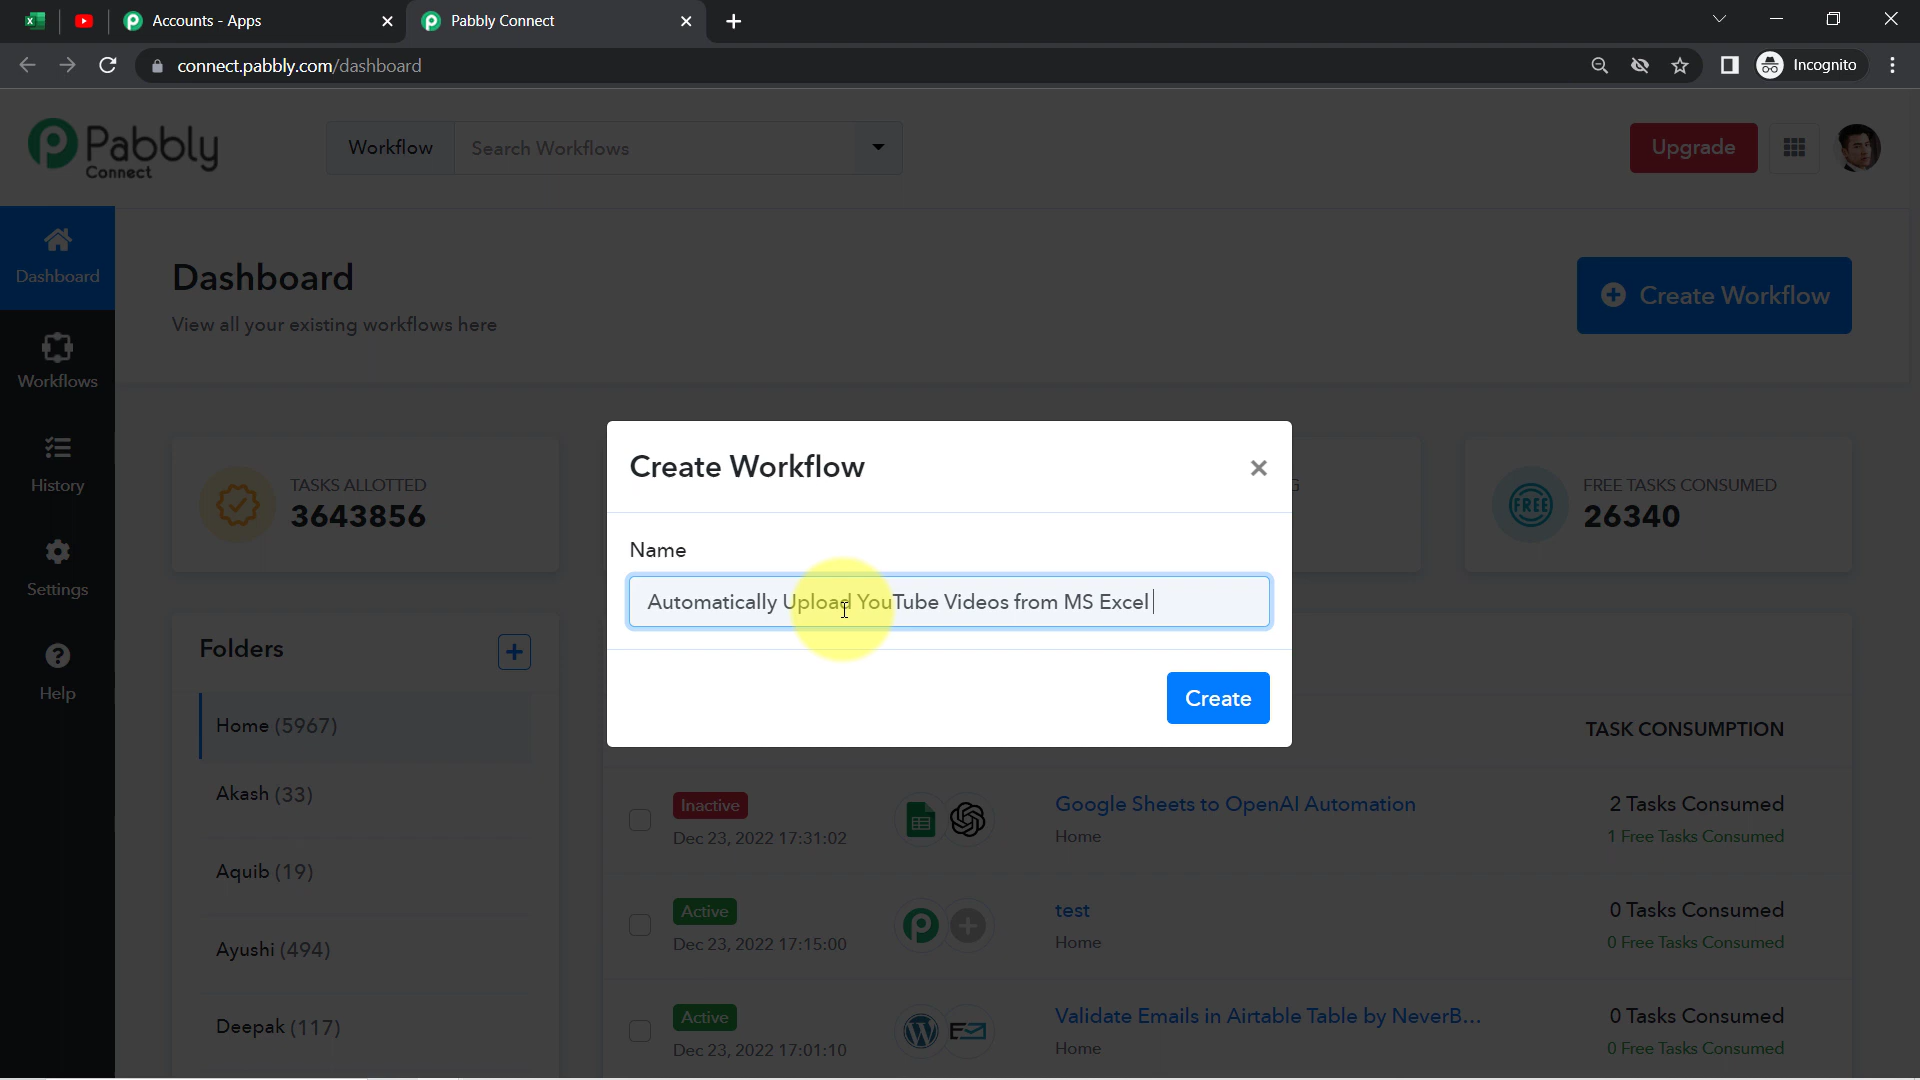 Accounts - Apps
Pabbly Connect
connect.pabbly.com/dashboard
Incognito
Pabbly
Connect
Workflow
Search Workflows
Upgrade
Dashboard
Workflows
History
Settings
Help
Dashboard
View all your existing workflows here
Create Workflow
TASKS ALLOTTED
3643856
G
FREE
FREE TASKS CONSUMED
26340
Create Workflow
Name
Automatically Upload YouTube Videos from MS Excel
Create
Folders
Home (5967)
Akash (33)
Aquib (19)
Ayushi (494)
Deepak (117)
TASK CONSUMPTION
Inactive
Dec 23, 2022 17:31:02
Google Sheets to OpenAI Automation
Home
2 Tasks Consumed
1 Free Tasks Consumed
Active
Dec 23, 2022 17:15:00
test
Home
0 Tasks Consumed
0 Free Tasks Consumed
Active
Dec 23, 2022 17:01:10
Validate Emails in Airtable Table by NeverB...
Home
0 Tasks Consumed
0 Free Tasks Consumed